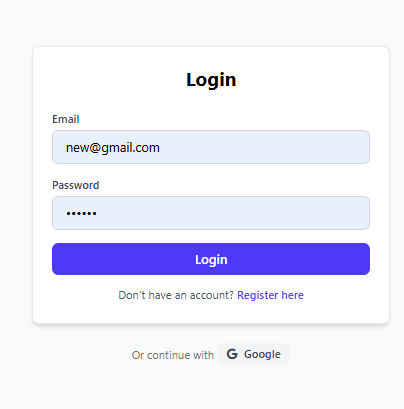 Login
Email
new@gmail.com
Password
••••••
Login
Don't have an account? Register here
Or continue with G Google